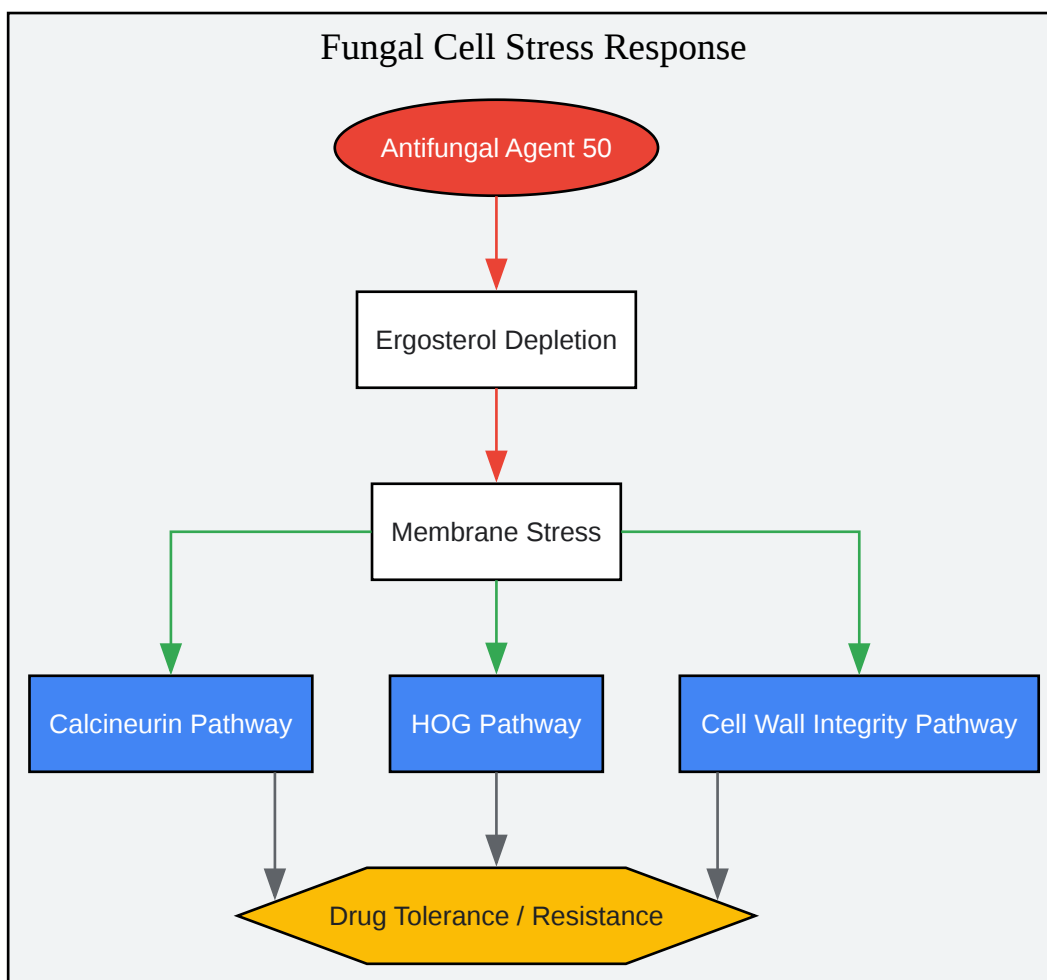 Fungal Cell Stress Response
Antifungal Agent 50
Ergosterol Depletion
Membrane Stress
Calcineurin Pathway
HOG Pathway
Cell Wall Integrity Pathway
Drug Tolerance / Resistance